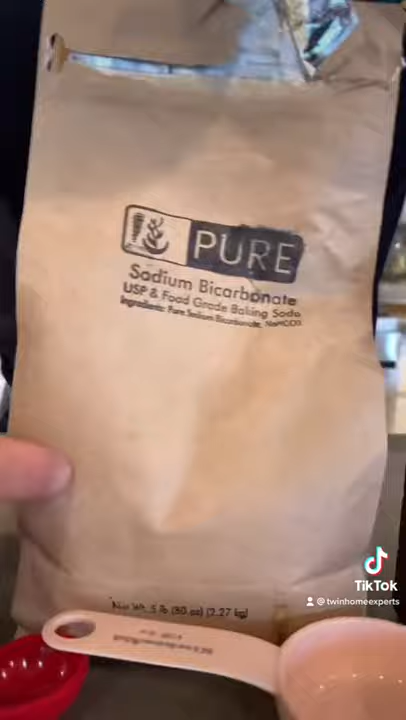 PURE
Sodium Bicarbonate
USP & Food Grade Baking Soda
Ingredients: Pure Sodium Bicarbonate, NaHCO3
Net Wt. 5 lb (80 oz) (2.27 kg)
TikTok
@twinhomeexperts